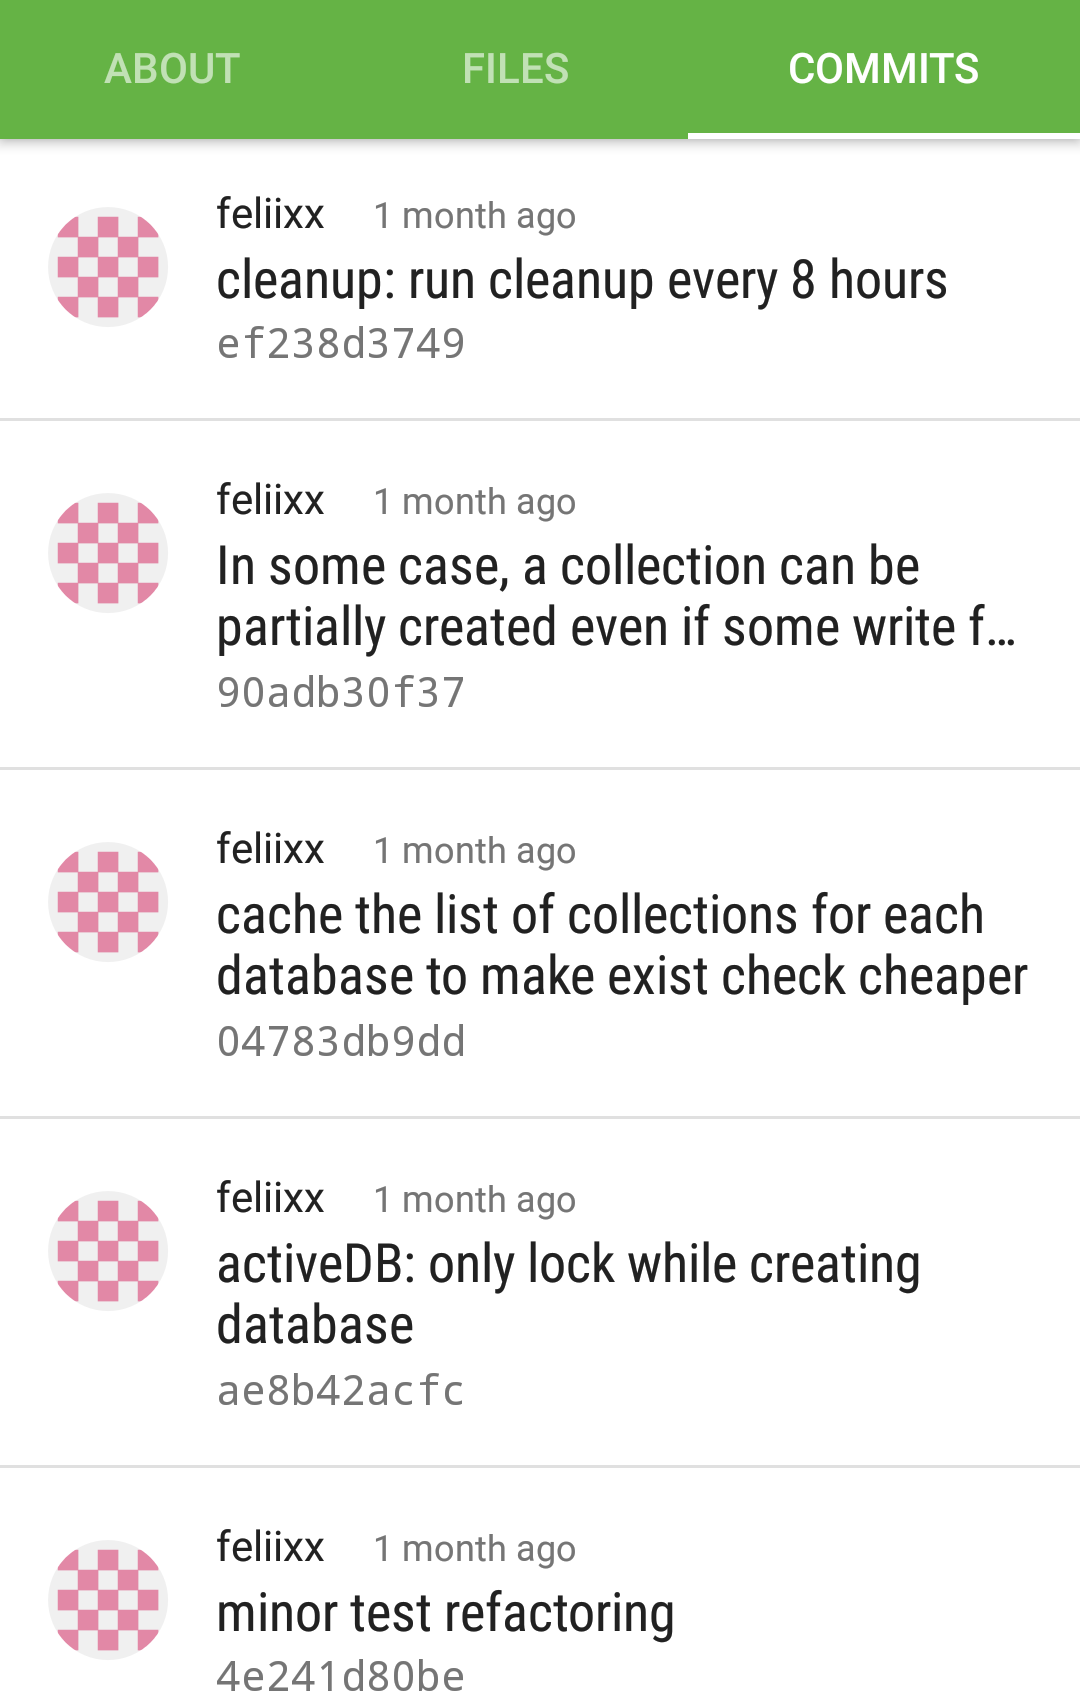 ABOUT FILES COMMITS
feliixx 1 month ago
cleanup: run cleanup every 8 hours
ef238d3749
feliixx 1 month ago
In some case, a collection can be
partially created even if some write f...
90adb30f37
feliixx 1 month ago
cache the list of collections for each
database to make exist check cheaper
04783db9dd
feliixx 1 month ago
activeDB: only lock while creating
database
ae8b42acfc
feliixx 1 month ago
minor test refactoring
4e241d80be